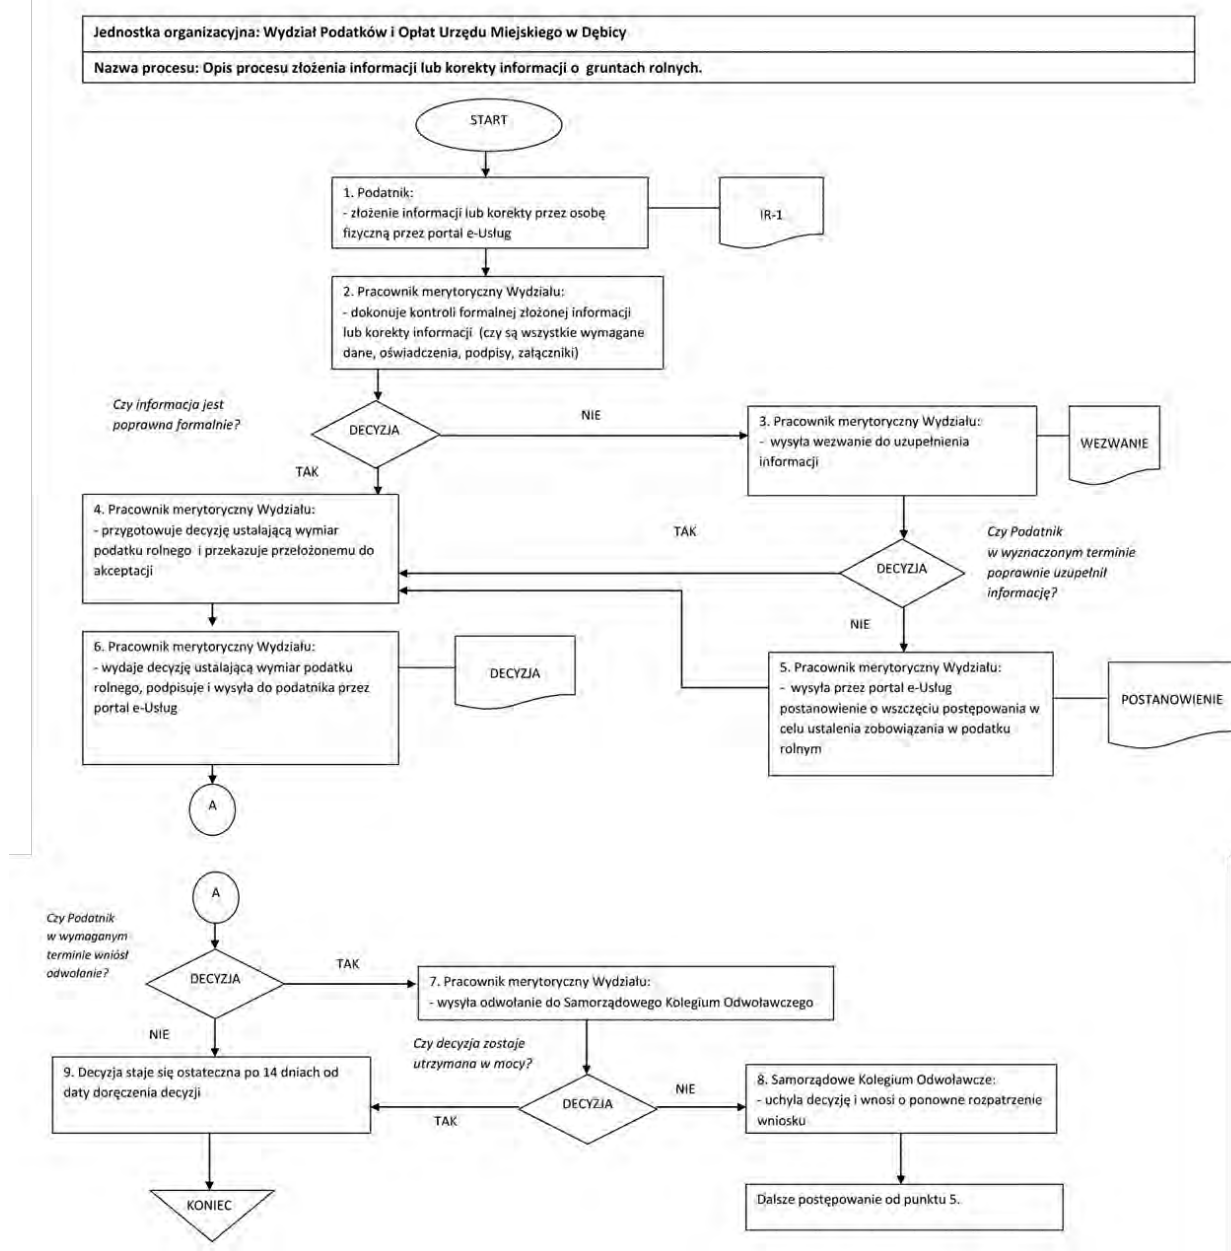 Jednostka organizacyjna: Wydział Podatków i Opłat Urzędu Miejskiego w Dębicy
Nazwa procesu: Opis procesu złożenia informacji lub korekty informacji o gruntach rolnych.
START
1. Podatnik:
- złożenie informacji lub korekty przez osobę
fizyczną przez portal e-Usług
IR-1
2. Pracownik merytoryczny Wydziału:
- dokonuje kontroli formalnej złożonej informacji
lub korekty informacji (czy są wszystkie wymagane
dane, oświadczenia, podpisy, załączniki)
Czy informacja jest
poprawna formalnie?
DECYZJA
NIE
TAK
3. Pracownik merytoryczny Wydziału:
- wysyła wezwanie do uzupełnienia
informacji
WEZWANIE
4. Pracownik merytoryczny Wydziału:
- przygotowuje decyzję ustalającą wymiar
podatku rolnego i przekazuje przełożonemu do
akceptacji
TAK
DECYZJA
Czy Podatnik
w wyznaczonym terminie
poprawnie uzupełnił
informację?
NIE
6. Pracownik merytoryczny Wydziału:
- wydaje decyzję ustalającą wymiar podatku
rolnego, podpisuje i wysyła do podatnika przez
portal e-Usług
DECYZJA
5. Pracownik merytoryczny Wydziału:
- wysyła przez portal e-Usług
postanowienie o wszczęciu postępowania w
celu ustalenia zobowiązania w podatku
rolnym
POSTANOWIENIE
A
A
Czy Podatnik
w wymaganym
terminie wniósł
odwołanie?
DECYZJA
TAK
NIE
7. Pracownik merytoryczny Wydziału:
- wysyła odwołanie do Samorządowego Kolegium Odwoławczego
Czy decyzja zostaje
utrzymana w mocy?
DECYZJA
NIE
TAK
9. Decyzja staje się ostateczna po 14 dniach od
daty doręczenia decyzji
8. Samorządowe Kolegium Odwoławcze:
- uchyla decyzję i wnosi o ponowne rozpatrzenie
wniosku
KONIEC
Dalsze postępowanie od punktu 5.